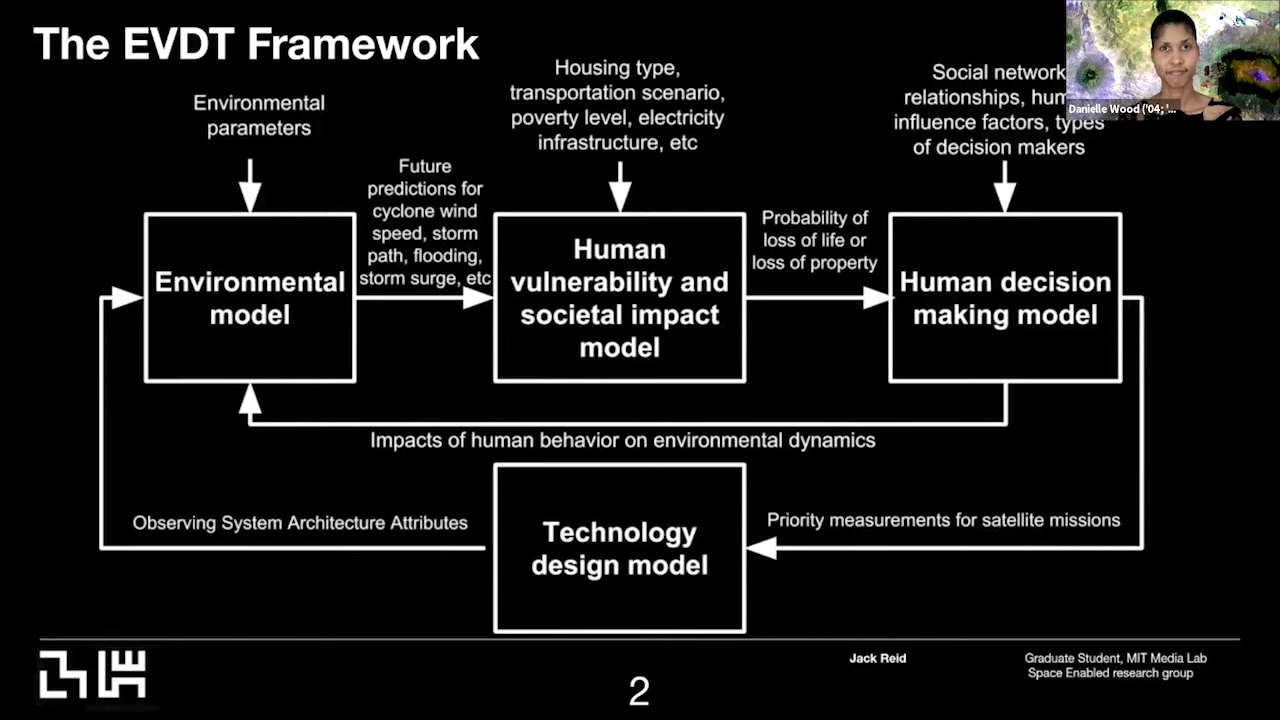 The EVDT Framework
Danielle Wood ('04; '...
Environmental
parameters
Housing type,
transportation scenario,
poverty level, electricity
infrastructure, etc
Social network
relationships,
influence factors, types
of decision makers
Future
predictions for
cyclone wind
speed, storm
path, flooding,
storm surge, etc
Probability of
loss of life or
loss of property
Environmental
model
Human
vulnerability and
societal impact
model
Human decision
making model
Impacts of human behavior on environmental dynamics
Observing System Architecture Attributes
Technology
design model
Priority measurements for satellite missions
Jack Reid
Graduate Student, MIT Media Lab
Space Enabled research group
2